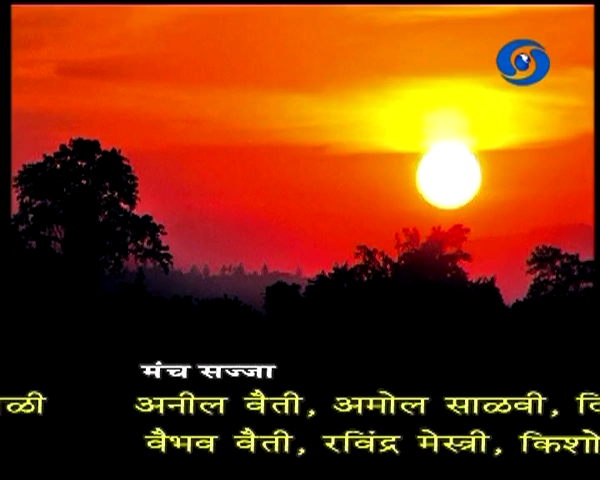 मंच सज्जा
अनील वैती, अमोल साळवी,
वैभव वैती, रविंद्र मेस्त्री,